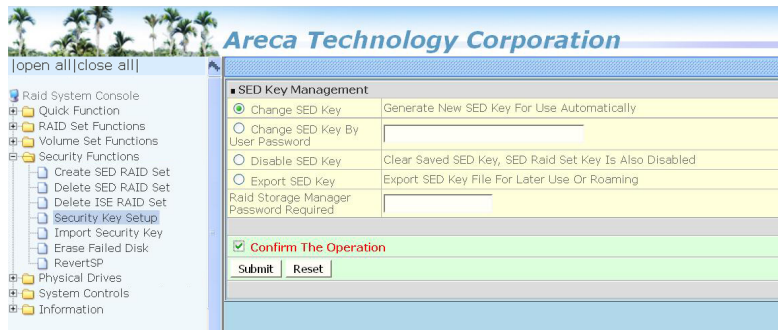 Areca Technology Corporation
|open all|close all|
Raid System Console
Quick Function
RAID Set Functions
Volume Set Functions
Security Functions
Create SED RAID Set
Delete SED RAID Set
Delete ISE RAID Set
Security Key Setup
Import Security Key
Erase Failed Disk
RevertSP
Physical Drives
System Controls
Information
SED Key Management
Change SED Key Generate New SED Key For Use Automatically
Change SED Key By
User Password
Disable SED Key Clear Saved SED Key, SED Raid Set Key Is Also Disabled
Export SED Key Export SED Key File For Later Use Or Roaming
Raid Storage Manager
Password Required
Confirm The Operation
Submit Reset